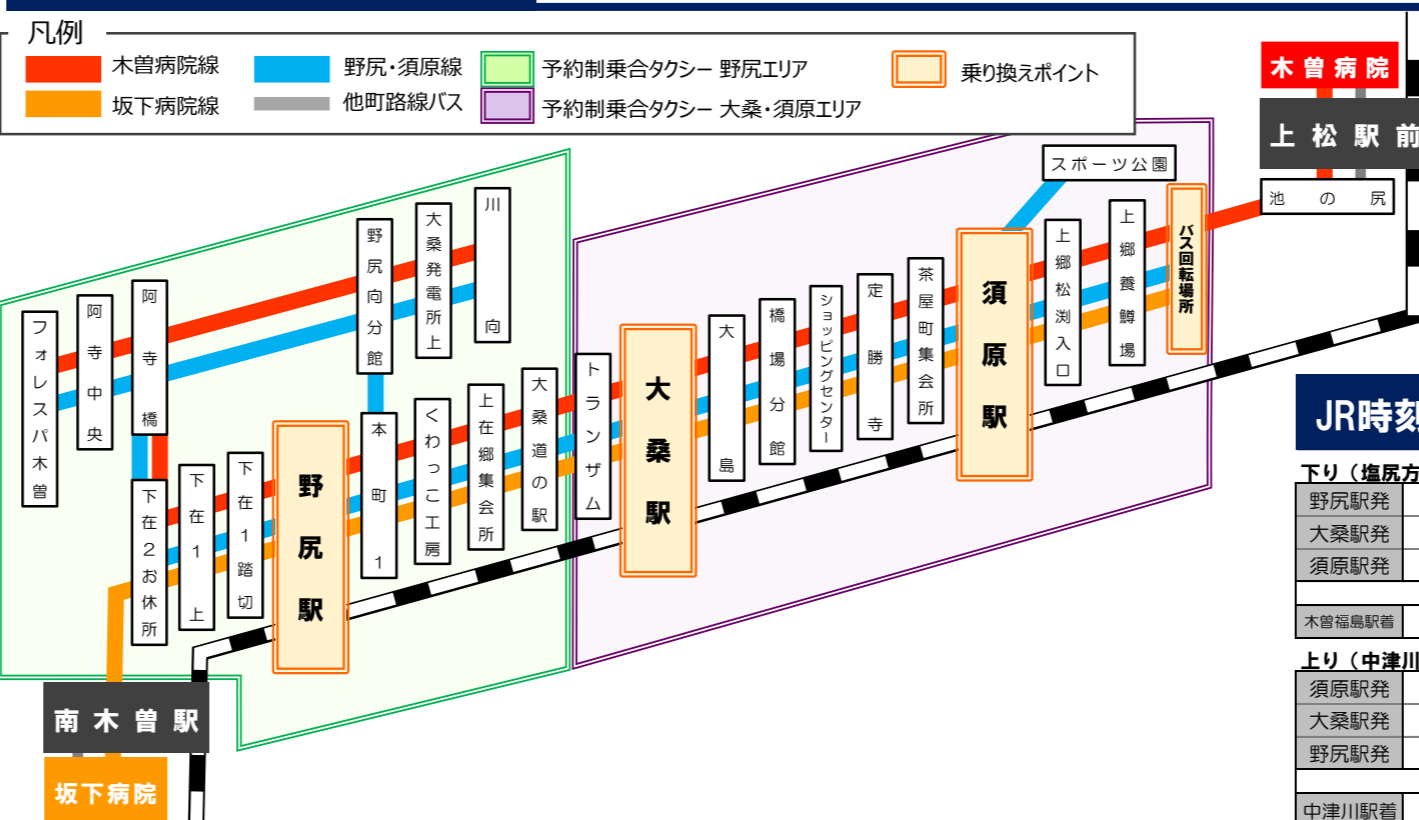 凡例
木曽病院線
野尻・須原線
予約制乗合タクシー 野尻エリア
乗り換えポイント
坂下病院線
他町路線バス
予約制乗合タクシー 大桑・須原エリア
木曽病院
上松駅前
池の尻
スポーツ公園
フォレスパ木曽
阿寺中央
阿寺橋
野尻向分館
大桑発電所上
川向
下在2お休所
下在1上
下在1踏切
野尻駅
本町1
くわっこ工房
上在郷集会所
大桑道の駅
トランザム
大桑駅
大島
橋場分館
ショッピングセンター
定勝寺
茶屋町集会所
須原駅
上郷松渕入口
上郷養鱒場
バス回転場所
南木曽駅
坂下病院
JR時刻
下り（塩尻方
野尻駅発
大桑駅発
須原駅発
木曽福島駅着
上り（中津川
須原駅発
大桑駅発
野尻駅発
中津川駅着